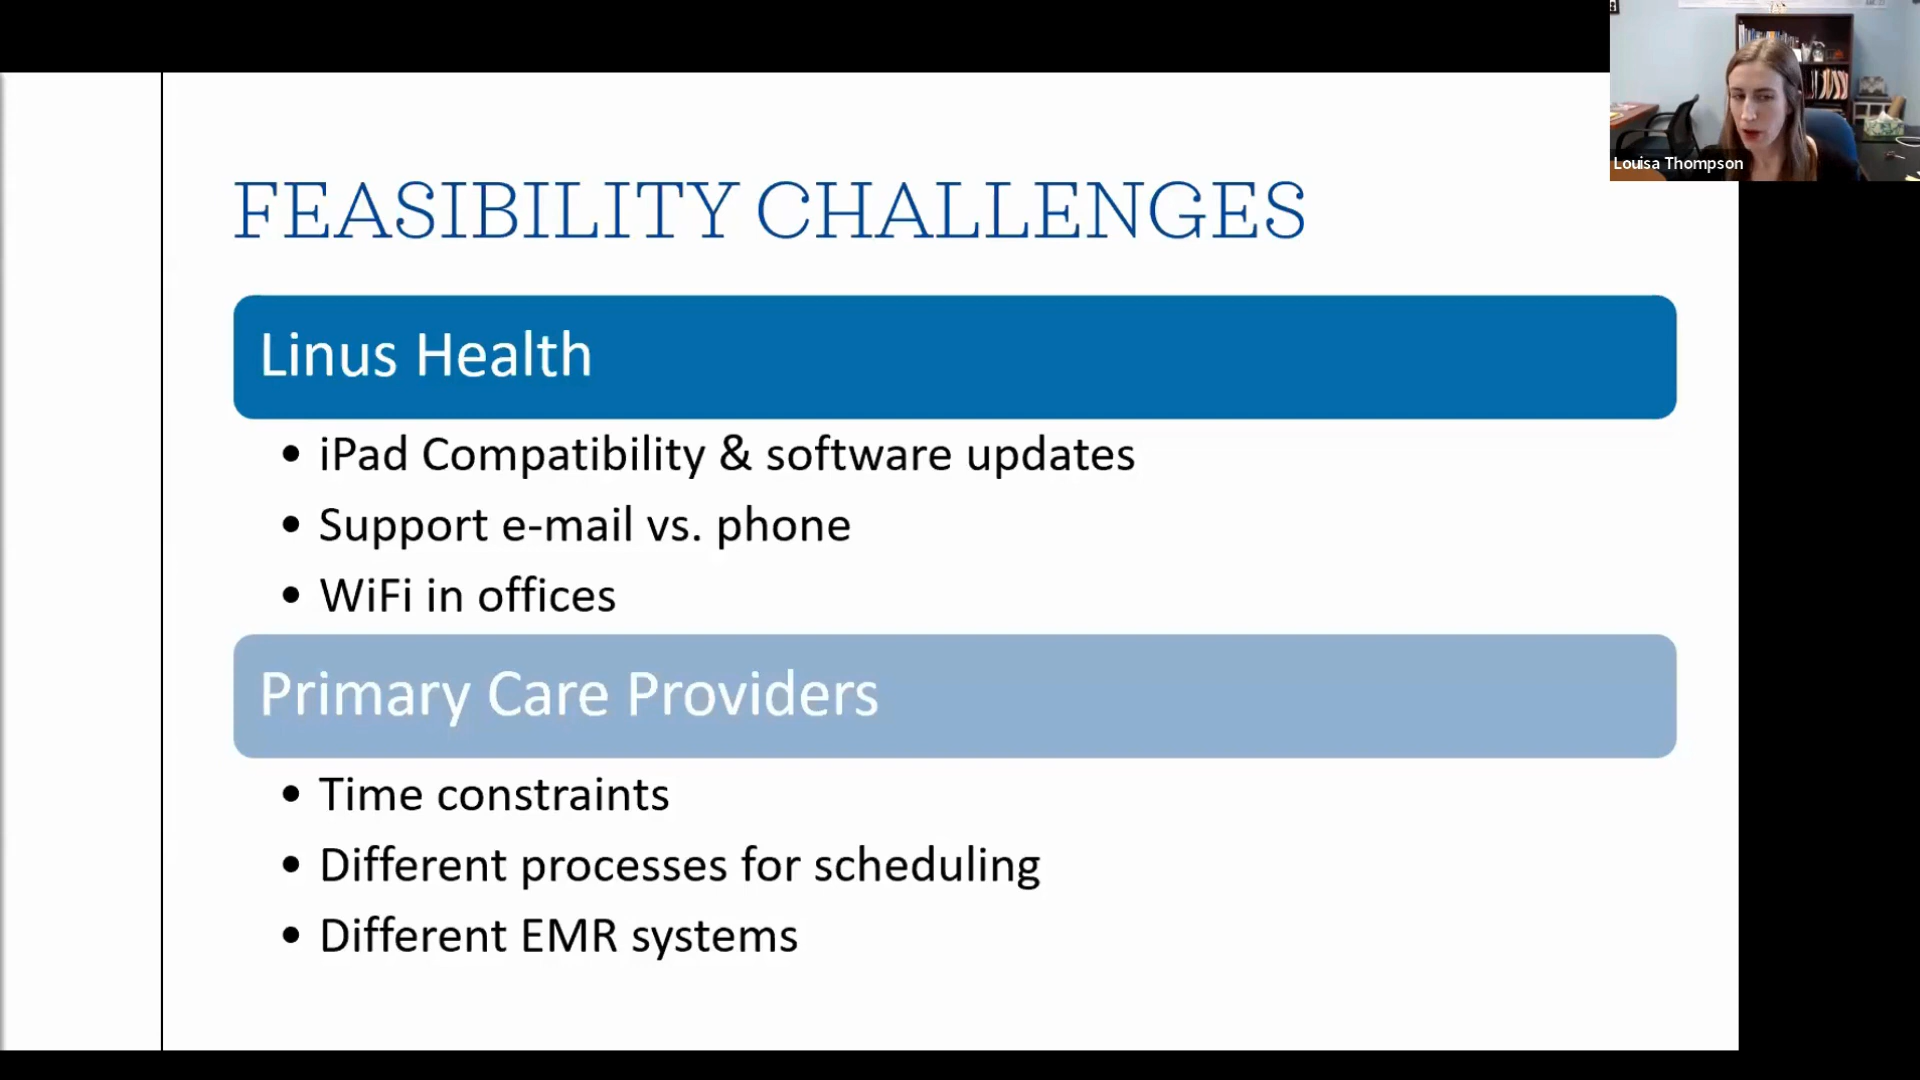 Louisa Thompson
FEASIBILITY CHALLENGES
Linus Health
• iPad Compatibility & software updates
• Support e-mail vs. phone
• WiFi in offices
Primary Care Providers
• Time constraints
• Different processes for scheduling
• Different EMR systems